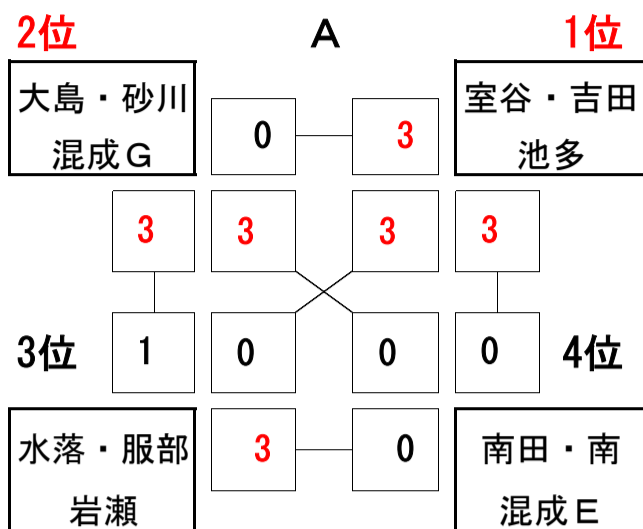 2位 A 1位
大島・砂川
混成G
室谷・吉田
池多
0 3
3 3 3 3
3位 1 0 0 0 4位
水落・服部
岩瀬
3 0
南田・南
混成E